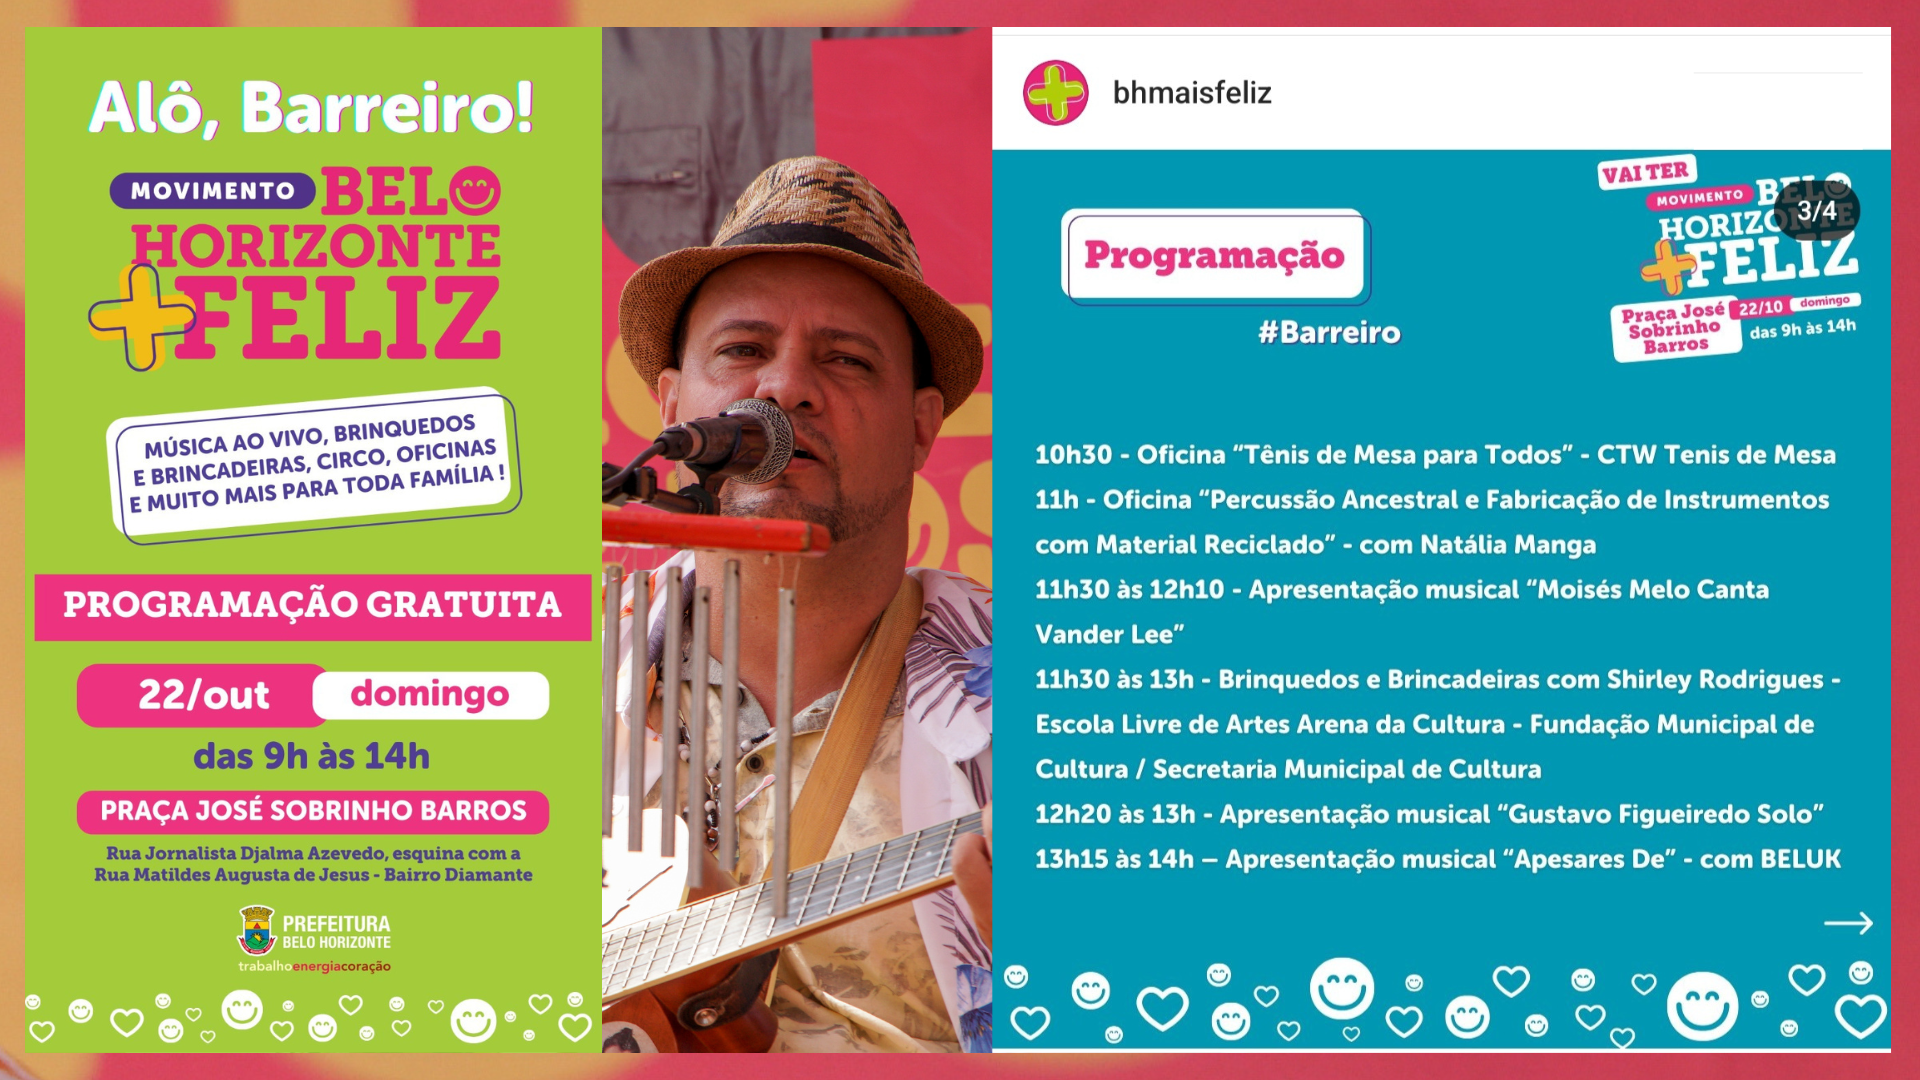 Alô, Barreiro!
MOVIMENTO BELO
HORIZONTE
+FELIZ
MÚSICA AO VIVO, BRINQUEDOS
E BRINCADEIRAS, CIRCO, OFICINAS
E MUITO MAIS PARA TODA FAMÍLIA !
PROGRAMAÇÃO GRATUITA
22/out domingo
das 9h às 14h
PRAÇA JOSÉ SOBRINHO BARROS
Rua Jornalista Djalma Azevedo, esquina com a
Rua Matildes Augusta de Jesus - Bairro Diamante
PREFEITURA
BELO HORIZONTE
trabalhoenergiacoração
bhmaisfeliz
VAI TER
MOVIMENTO BELO
3/4
HORIZONTE
+FELIZ
Praça José
Sobrinho
Barros
22/10 domingo
das 9h às 14h
Programação
#Barreiro
10h30 - Oficina “Tênis de Mesa para Todos” - CTW Tenis de Mesa
11h - Oficina “Percussão Ancestral e Fabricação de Instrumentos
com Material Reciclado” - com Natália Manga
11h30 às 12h10 - Apresentação musical “Moisés Melo Canta
Vander Lee”
11h30 às 13h - Brinquedos e Brincadeiras com Shirley Rodrigues -
Escola Livre de Artes Arena da Cultura - Fundação Municipal de
Cultura / Secretaria Municipal de Cultura
12h20 às 13h - Apresentação musical “Gustavo Figueiredo Solo”
13h15 às 14h – Apresentação musical “Apesares De” - com BELUK